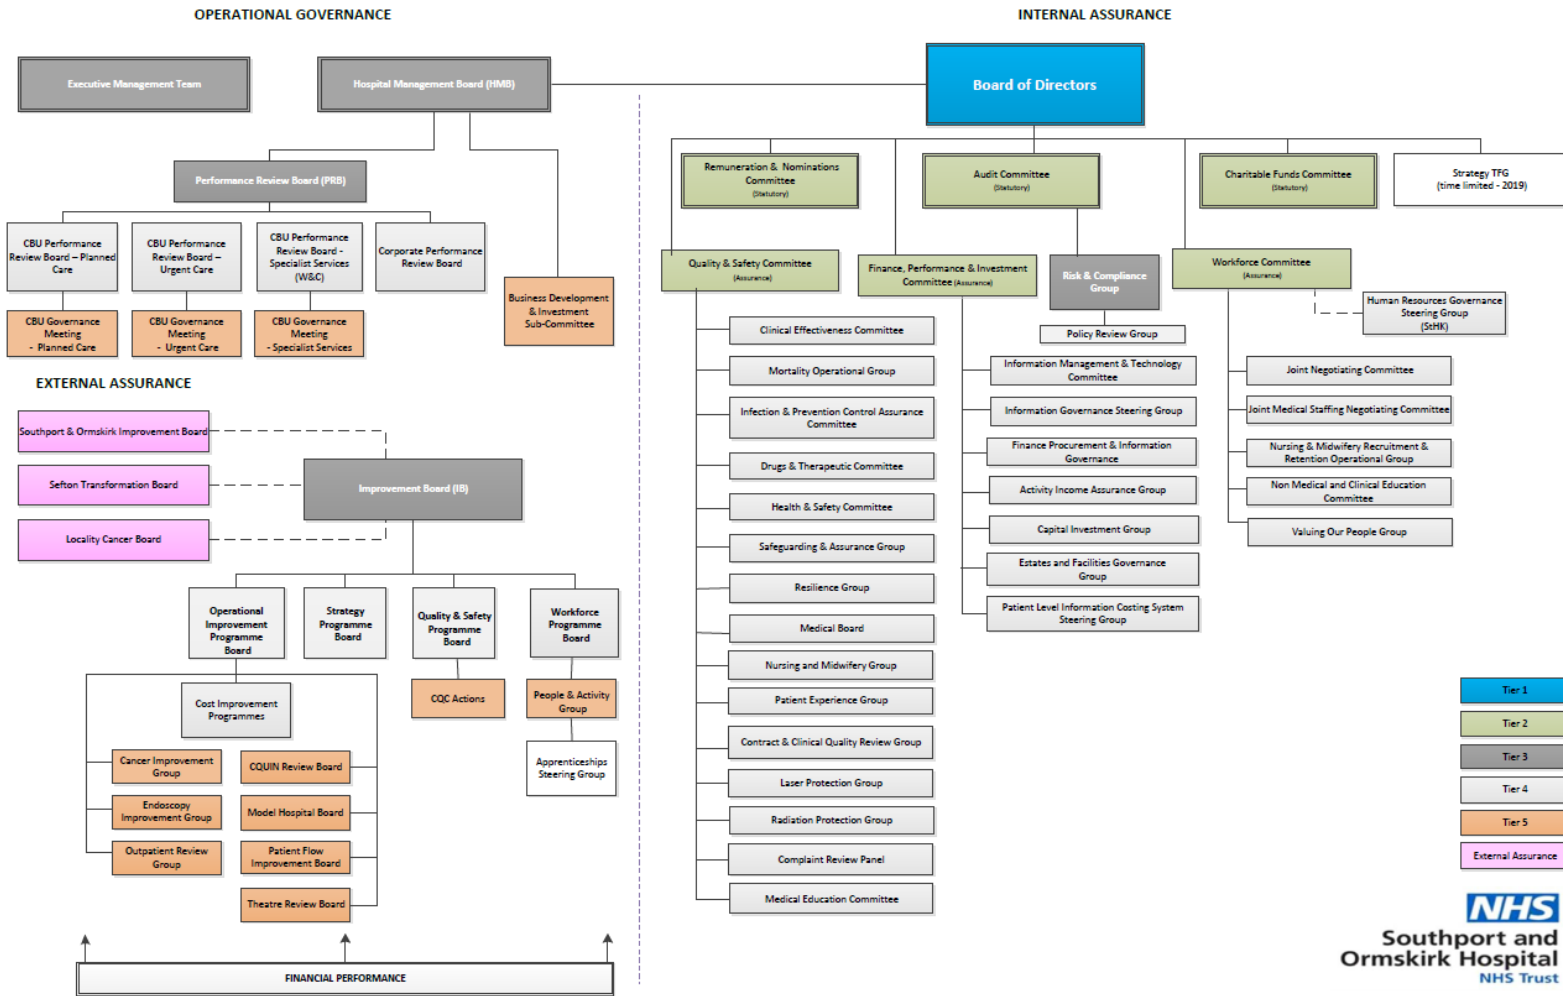 OPERATIONAL GOVERNANCE
INTERNAL ASSURANCE
Executive Management Team
Hospital Management Board (HMB)
Board of Directors
Performance Review Board (PRB)
Remuneration & Nominations
Committee
(Statutory)
Audit Committee
(Statutory)
Charitable Funds Committee
(Statutory)
Strategy TFG
(time limited - 2019)
CBU Performance
Review Board – Planned
Care
CBU Performance
Review Board –
Urgent Care
CBU Performance
Review Board -
Specialist Services
(W&C)
Corporate Performance
Review Board
Business Development
& Investment
Sub-Committee
CBU Governance
Meeting
- Planned Care
CBU Governance
Meeting
- Urgent Care
CBU Governance
Meeting
- Specialist Services
Quality & Safety Committee
(Assurance)
Finance, Performance & Investment
Committee (Assurance)
Risk & Compliance
Group
Workforce Committee
(Assurance)
Human Resources Governance
Steering Group
(StHK)
Policy Review Group
Clinical Effectiveness Committee
Mortality Operational Group
Infection & Prevention Control Assurance
Committee
Drugs & Therapeutic Committee
Health & Safety Committee
Safeguarding & Assurance Group
Resilience Group
Medical Board
Nursing and Midwifery Group
Patient Experience Group
Contract & Clinical Quality Review Group
Laser Protection Group
Radiation Protection Group
Complaint Review Panel
Medical Education Committee
Information Management & Technology
Committee
Information Governance Steering Group
Finance Procurement & Information
Governance
Activity Income Assurance Group
Capital Investment Group
Estates and Facilities Governance
Group
Patient Level Information Costing System
Steering Group
Joint Negotiating Committee
Joint Medical Staffing Negotiating Committee
Nursing & Midwifery Recruitment &
Retention Operational Group
Non Medical and Clinical Education
Committee
Valuing Our People Group
EXTERNAL ASSURANCE
Southport & Ormskirk Improvement Board
Sefton Transformation Board
Locality Cancer Board
Improvement Board (IB)
Operational
Improvement
Programme
Board
Strategy
Programme
Board
Quality & Safety
Programme
Board
Workforce
Programme
Board
Cost Improvement
Programmes
CQC Actions
People & Activity
Group
Apprenticeships
Steering Group
Cancer Improvement
Group
Endoscopy
Improvement Group
Outpatient Review
Group
CQUIN Review Board
Model Hospital Board
Patient Flow
Improvement Board
Theatre Review Board
FINANCIAL PERFORMANCE
Tier 1
Tier 2
Tier 3
Tier 4
Tier 5
External Assurance
NHS
Southport and
Ormskirk Hospital
NHS Trust